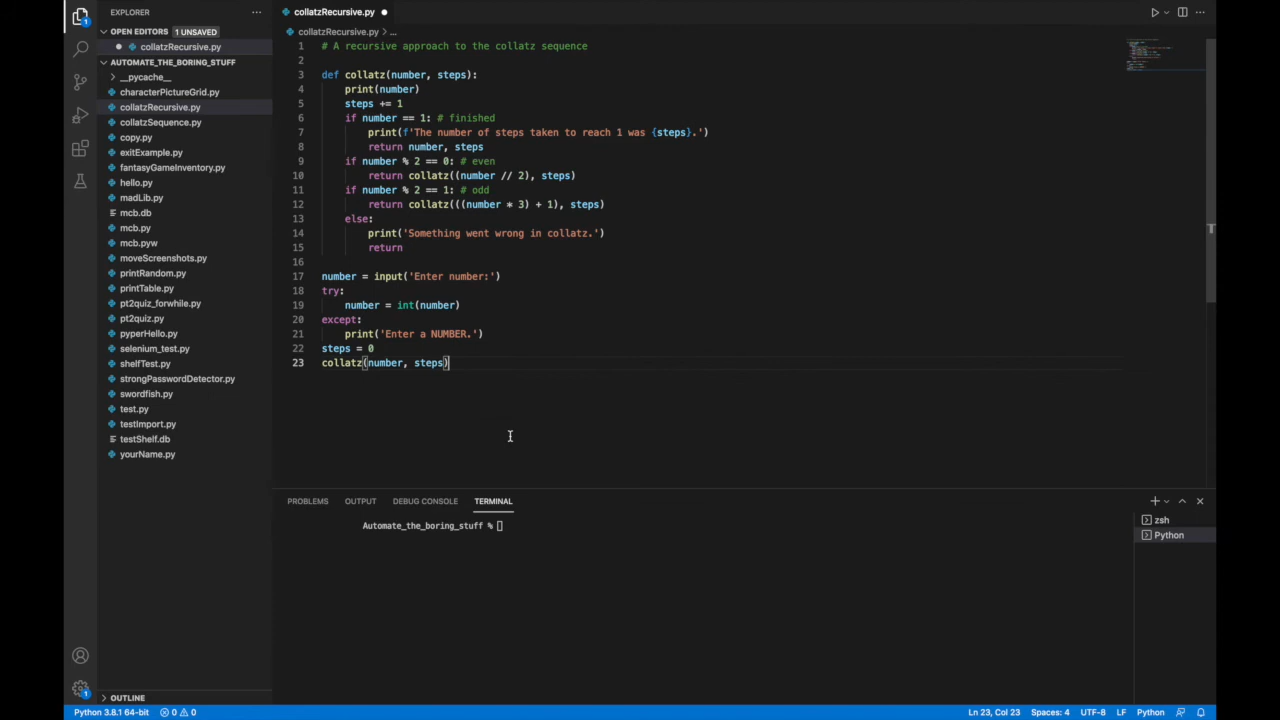 EXPLORER
OPEN EDITORS 1 UNSAVED
collatzRecursive.py
AUTOMATE_THE_BORING_STUFF
__pycache__
characterPictureGrid.py
collatzRecursive.py
collatzSequence.py
copy.py
exitExample.py
fantasyGameInventory.py
hello.py
madLib.py
mcb.db
mcb.py
mcb.pyw
moveScreenshots.py
printRandom.py
printTable.py
pt2quiz_forwhile.py
pt2quiz.py
pyperHello.py
selenium_test.py
shelfTest.py
strongPasswordDetector.py
swordfish.py
test.py
testImport.py
testShelf.db
yourName.py
OUTLINE
1
1
collatzRecursive.py
collatzRecursive.py > ...
1 # A recursive approach to the collatz sequence
2
3 def collatz(number, steps):
4     print(number)
5     steps += 1
6     if number == 1: # finished
7         print(f'The number of steps taken to reach 1 was {steps}.')
8         return number, steps
9     if number % 2 == 0: # even
10         return collatz((number // 2), steps)
11     if number % 2 == 1: # odd
12         return collatz(((number * 3) + 1), steps)
13     else:
14         print('Something went wrong in collatz.')
15         return
16
17 number = input('Enter number:')
18 try:
19     number = int(number)
20 except:
21     print('Enter a NUMBER.')
22 steps = 0
23 collatz(number, steps)
PROBLEMS OUTPUT DEBUG CONSOLE TERMINAL
Automate_the_boring_stuff %
zsh
Python
Python 3.8.1 64-bit 0 0 Ln 23, Col 23 Spaces: 4 UTF-8 LF Python